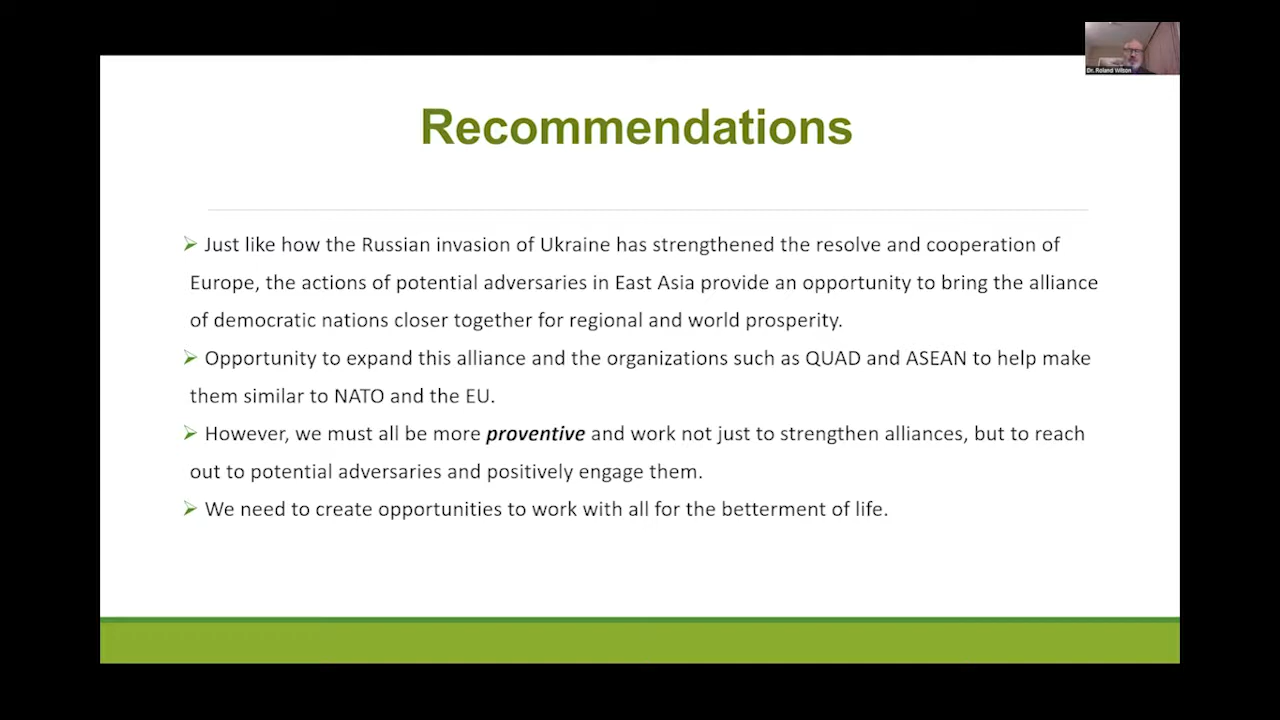 Dr. Roland Wilson
Recommendations
➢ Just like how the Russian invasion of Ukraine has strengthened the resolve and cooperation of
Europe, the actions of potential adversaries in East Asia provide an opportunity to bring the alliance
of democratic nations closer together for regional and world prosperity.
➢ Opportunity to expand this alliance and the organizations such as QUAD and ASEAN to help make
them similar to NATO and the EU.
➢ However, we must all be more proventive and work not just to strengthen alliances, but to reach
out to potential adversaries and positively engage them.
➢ We need to create opportunities to work with all for the betterment of life.